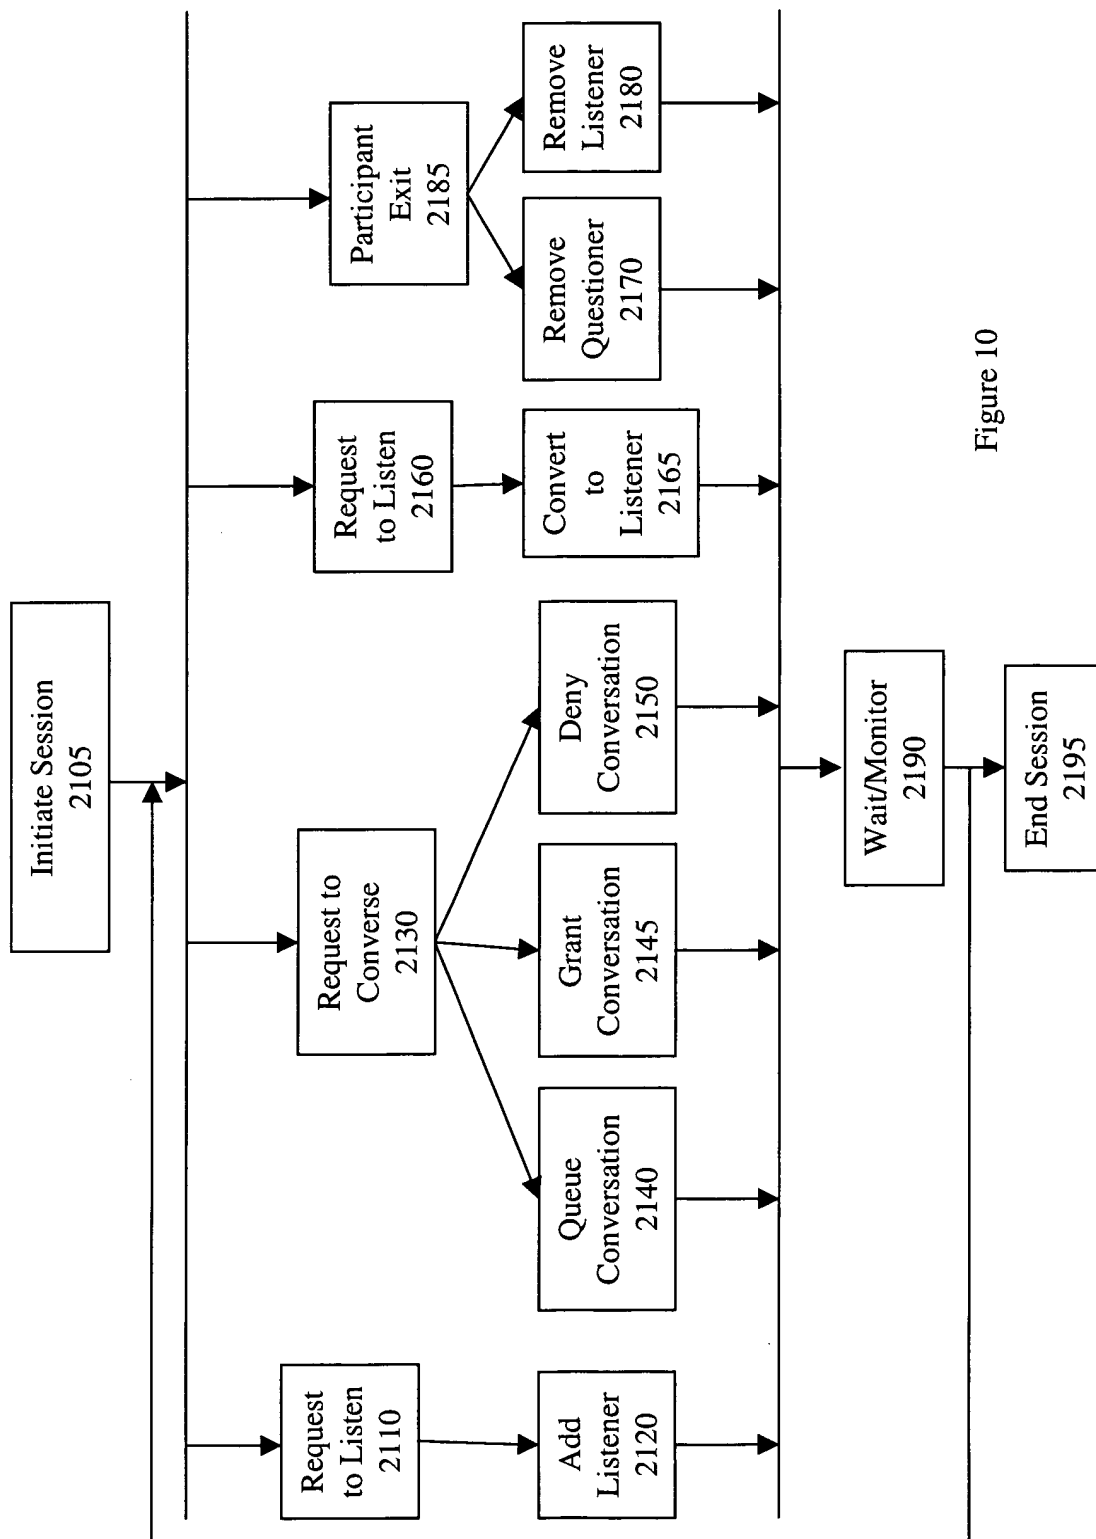 Initiate Session
2105
Request
to Listen
2110
Request to
Converse
2130
Request
to Listen
2160
Participant
Exit
2185
Add
Listener
2120
Queue
Conversation
2140
Grant
Conversation
2145
Deny
Conversation
2150
Convert
to
Listener
2165
Remove
Questioner
2170
Remove
Listener
2180
Wait/Monitor
2190
End Session
2195
Figure 10